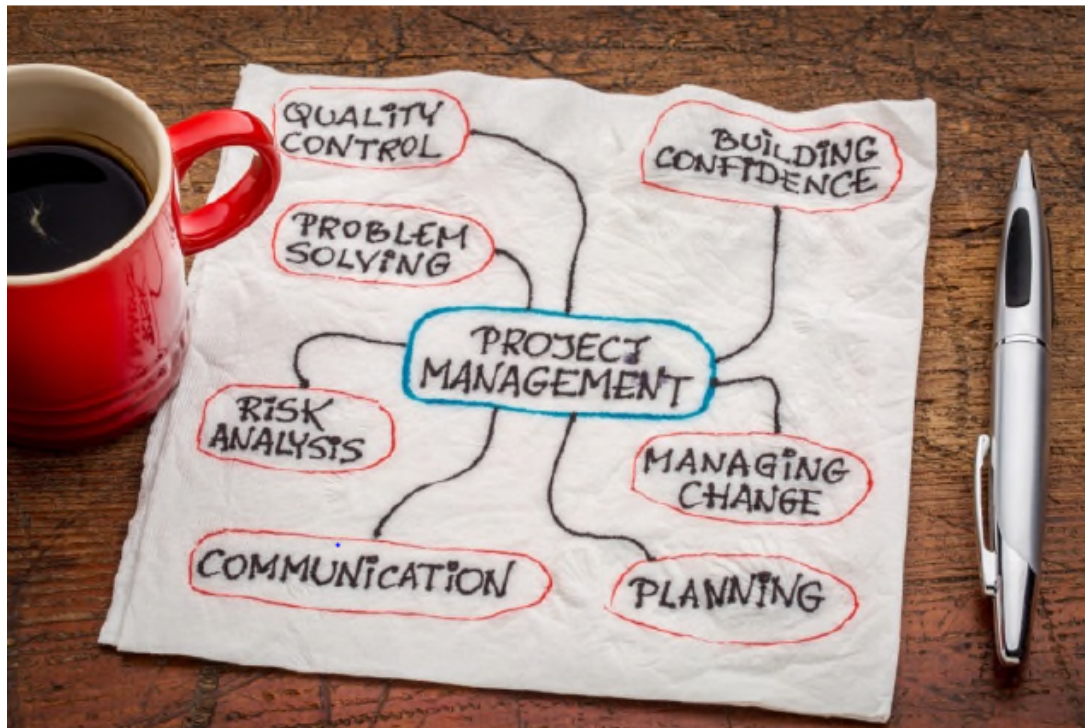 QUALITY
CONTROL
BUILDING
CONFIDENCE
PROBLEM
SOLVING
PROJECT
MANAGEMENT
RISK
ANALYSIS
MANAGING
CHANGE
COMMUNICATION
PLANNING